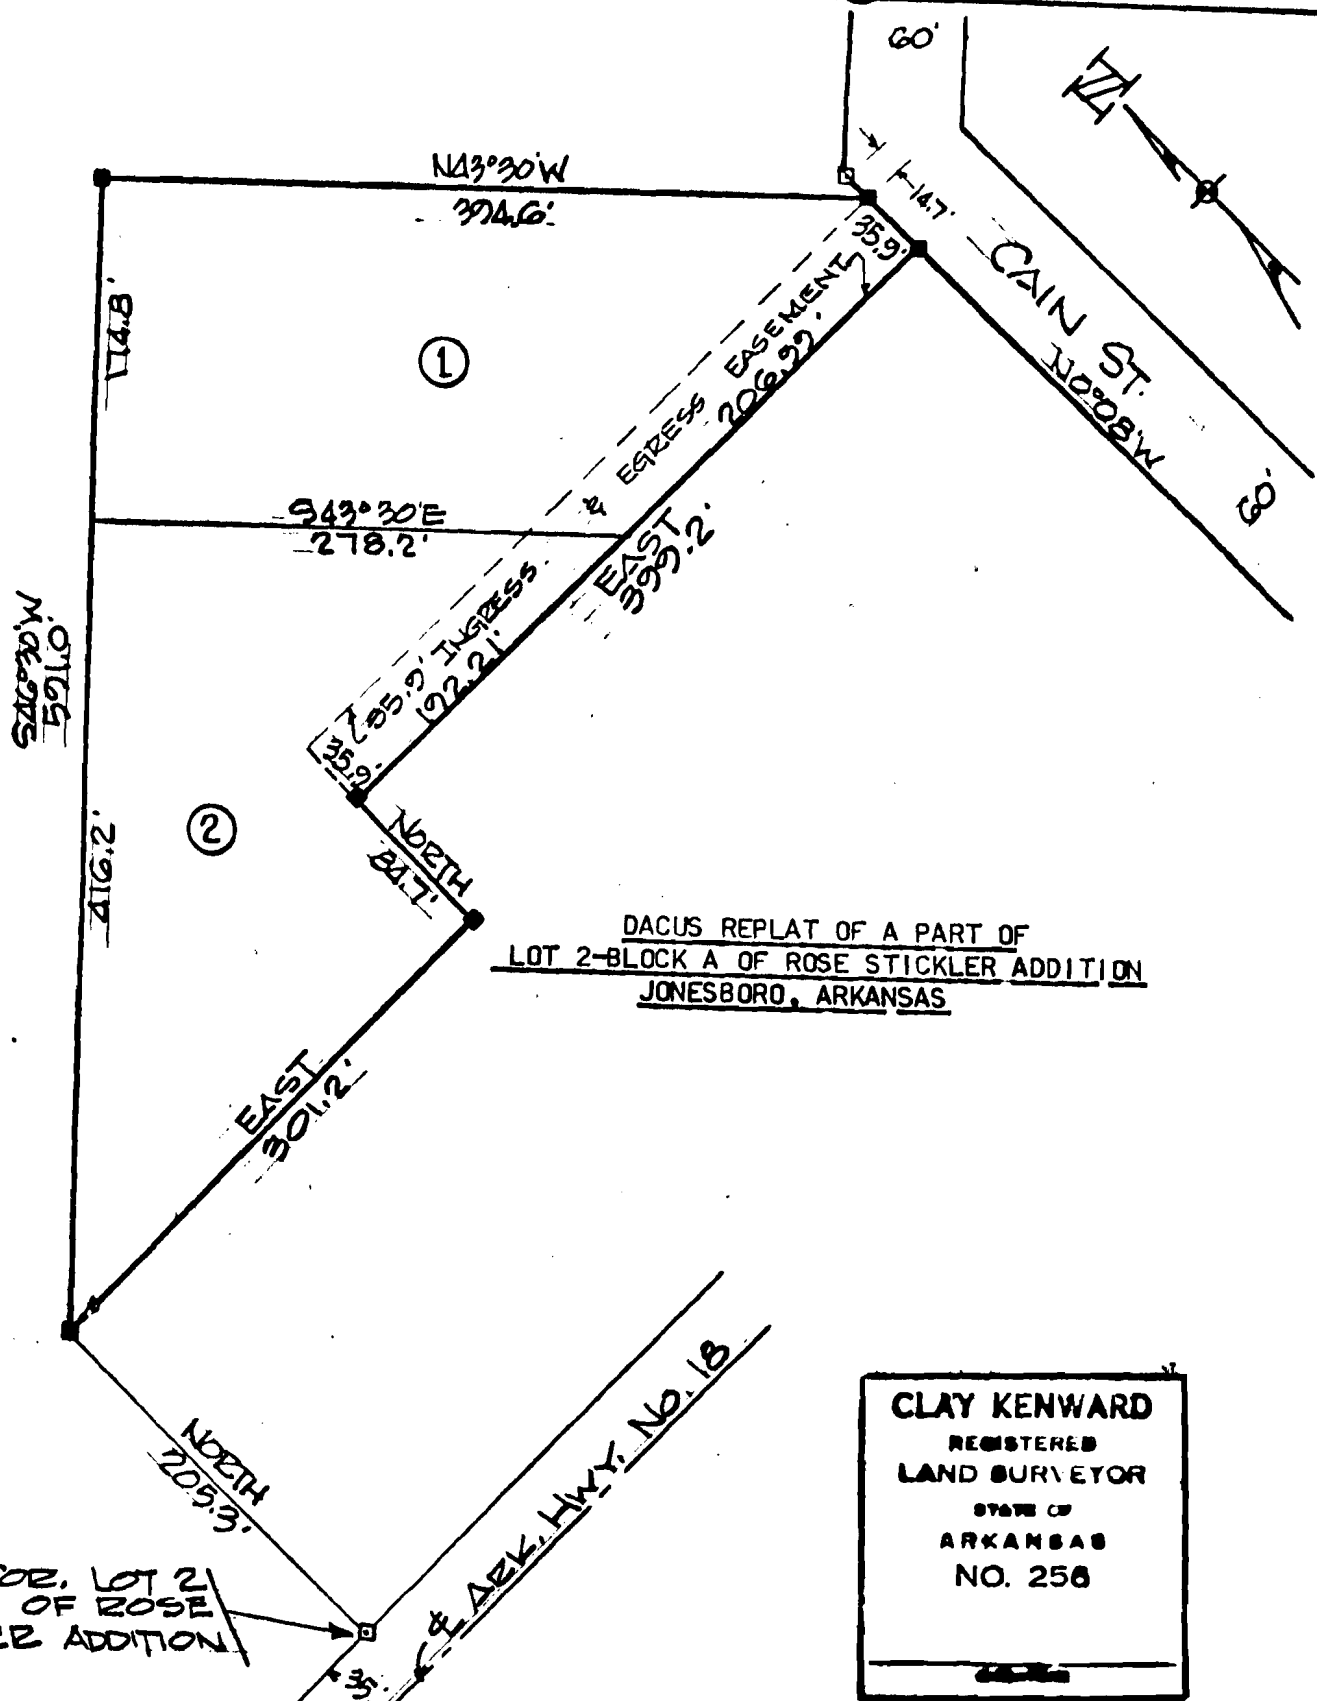 60'
N
N43°30'W
394.6'
14.7'
35.9'
CAIN ST.
N0°08'W
60'
174.8'
1
35.9' INGRESS & EGRESS EASEMENT
206.99'
S43°30'E
278.2'
EAST
399.2'
192.21'
S46°30'W
591.0'
35.9'
2
416.2'
NORTH
84.7'
DACUS REPLAT OF A PART OF
LOT 2-BLOCK A OF ROSE STICKLER ADDITION
JONESBORO, ARKANSAS
EAST
301.2'
NORTH
205.3'
℄ ARK. HWY. NO. 18
COR. LOT 2
OF ROSE
ER ADDITION
35'
CLAY KENWARD
REGISTERED
LAND SURVEYOR
STATE OF
ARKANSAS
NO. 256